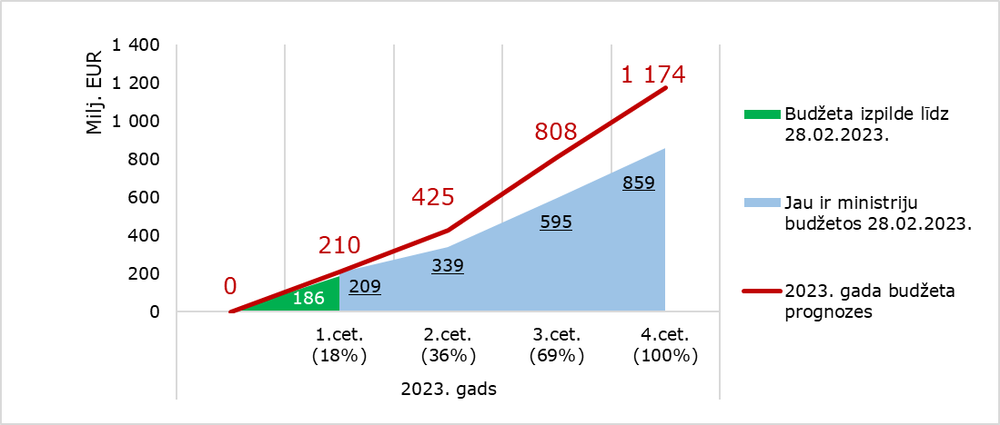 Milj. EUR
1 400
1 200
1 000
800
600
400
200
0
0
210
425
808
1 174
186
209
339
595
859
1.cet.
(18%)
2.cet.
(36%)
3.cet.
(69%)
4.cet.
(100%)
2023. gads
Budžeta izpilde līdz
28.02.2023.
Jau ir ministriju
budžetos 28.02.2023.
2023. gada budžeta
prognozes